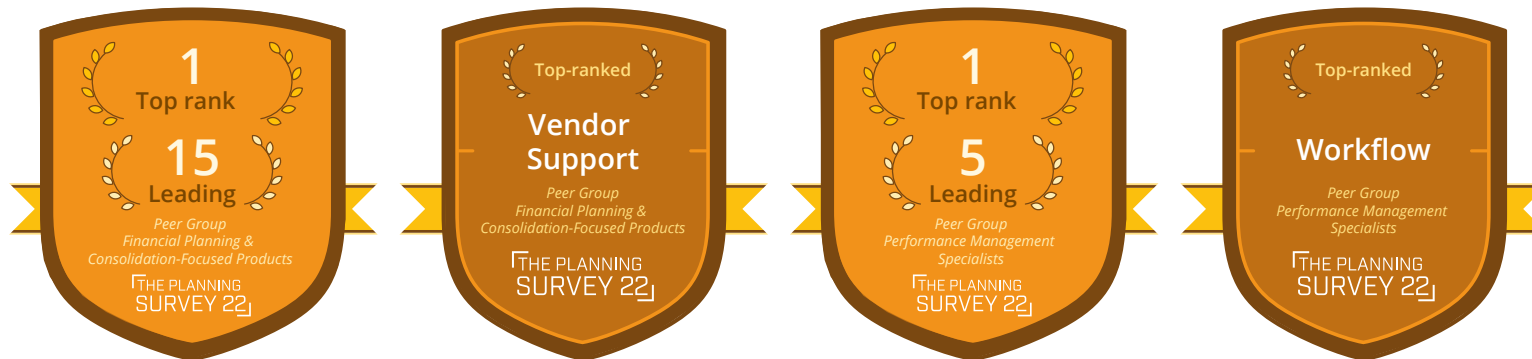 1
Top rank
15
Leading
Peer Group
Financial Planning &
Consolidation-Focused Products
THE PLANNING
SURVEY 22
Top-ranked
Vendor
Support
Peer Group
Financial Planning &
Consolidation-Focused Products
THE PLANNING
SURVEY 22
1
Top rank
5
Leading
Peer Group
Performance Management
Specialists
THE PLANNING
SURVEY 22
Top-ranked
Workflow
Peer Group
Performance Management
Specialists
THE PLANNING
SURVEY 22